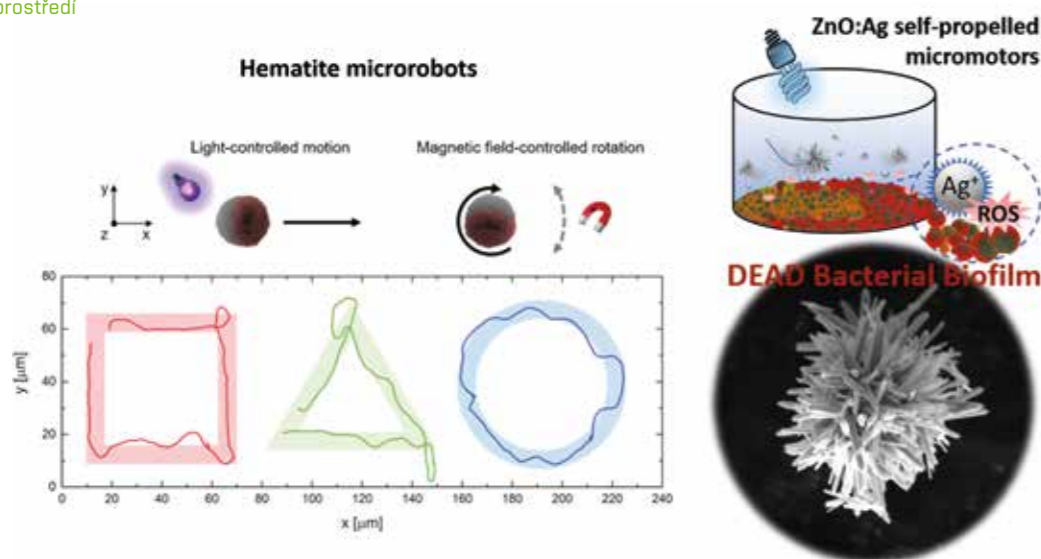 prostředí
Hematite microrobots
Light-controlled motion
Magnetic field-controlled rotation
y
z
x
80
60
40
20
0
y [μm]
0 20 40 60 80 100 120 140 160 180 200 220 240
x [μm]
ZnO:Ag self-propelled
micromotors
Ag+
ROS
DEAD Bacterial Biofilm